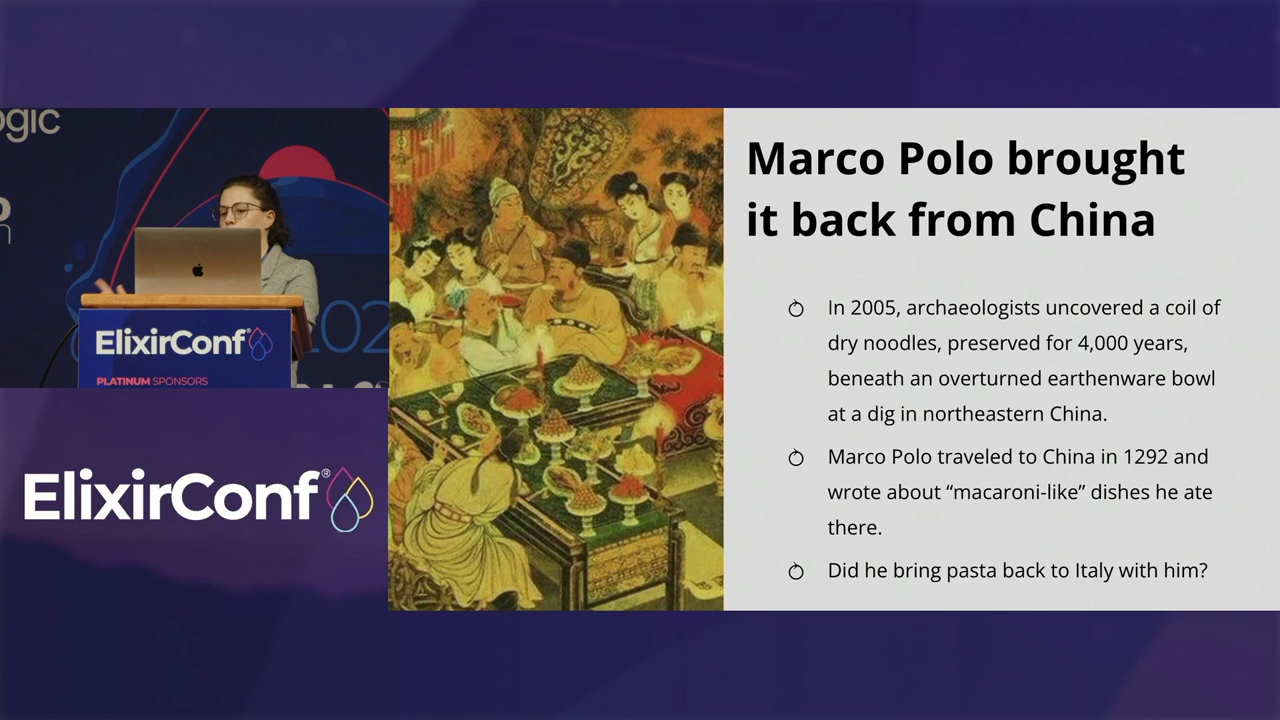 ogic
ElixirConf
202
PLATINUM SPONSORS
ElixirConf®
Marco Polo brought
it back from China
In 2005, archaeologists uncovered a coil of
dry noodles, preserved for 4,000 years,
beneath an overturned earthenware bowl
at a dig in northeastern China.
Marco Polo traveled to China in 1292 and
wrote about “macaroni-like” dishes he ate
there.
Did he bring pasta back to Italy with him?